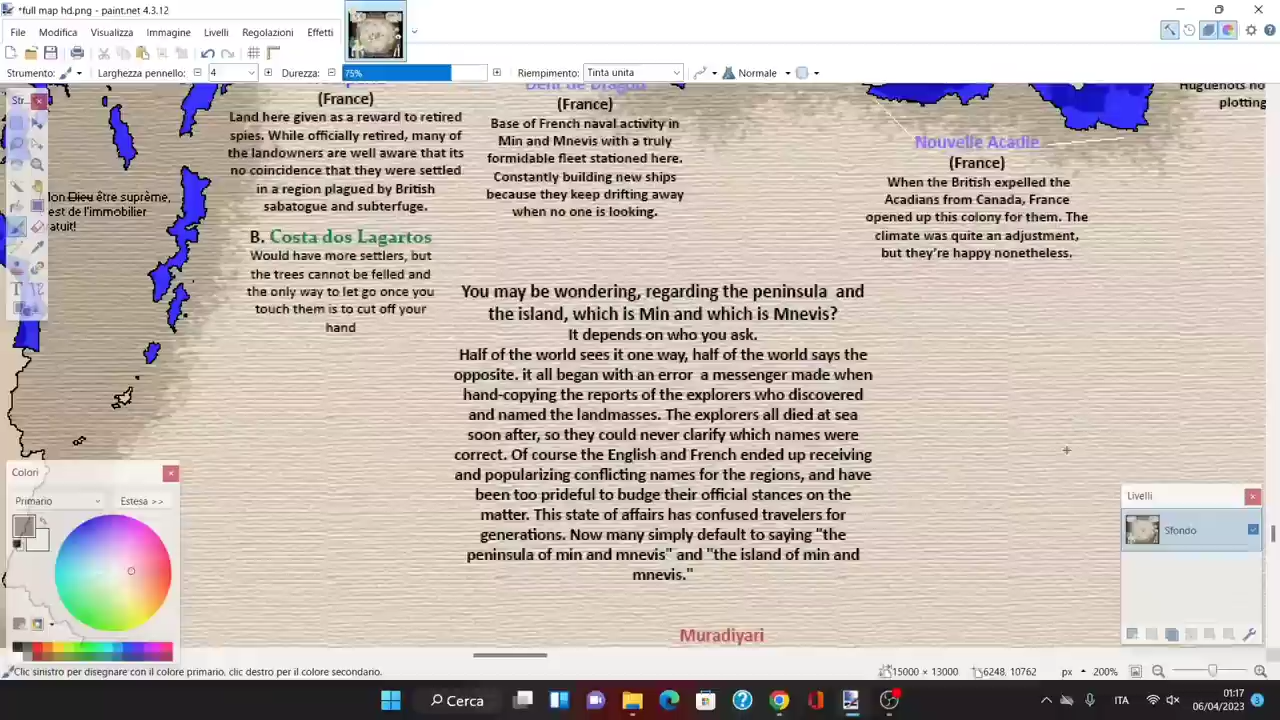 *full map hd.png - paint.net 4.3.12
File Modifica Visualizza Immagine Livelli Regolazioni Effetti
Strumento: Larghezza pennello: 4 Durezza: 75% Riempimento: Tinta unita Normale
Dent de Dragon
(France)
Land here given as a reward to retired
spies. While officially retired, many of
the landowners are well aware that its
no coincidence that they were settled
in a region plagued by British
sabatogue and subterfuge.
(France)
Base of French naval activity in
Min and Mnevis with a truly
formidable fleet stationed here.
Constantly building new ships
because they keep drifting away
when no one is looking.
Huguenots no
plotting
Nouvelle Acadie
(France)
When the British expelled the
Acadians from Canada, France
opened up this colony for them. The
climate was quite an adjustment,
but they're happy nonetheless.
Str...
lon Dieu être suprème,
est de l'immobilier
atuit!
B. Costa dos Lagartos
Would have more settlers, but
the trees cannot be felled and
the only way to let go once you
touch them is to cut off your
hand
You may be wondering, regarding the peninsula and
the island, which is Min and which is Mnevis?
It depends on who you ask.
Half of the world sees it one way, half of the world says the
opposite. it all began with an error a messenger made when
hand-copying the reports of the explorers who discovered
and named the landmasses. The explorers all died at sea
soon after, so they could never clarify which names were
correct. Of course the English and French ended up receiving
and popularizing conflicting names for the regions, and have
been too prideful to budge their official stances on the
matter. This state of affairs has confused travelers for
generations. Now many simply default to saying "the
peninsula of min and mnevis" and "the island of min and
mnevis."
Muradiyari
Colori
Primario Estesa >>
Livelli
Sfondo
Clic sinistro per disegnare con il colore primario, clic destro per il colore secondario.
15000 × 13000 6248, 10762 px 200%
Cerca
ITA
01:17
06/04/2023